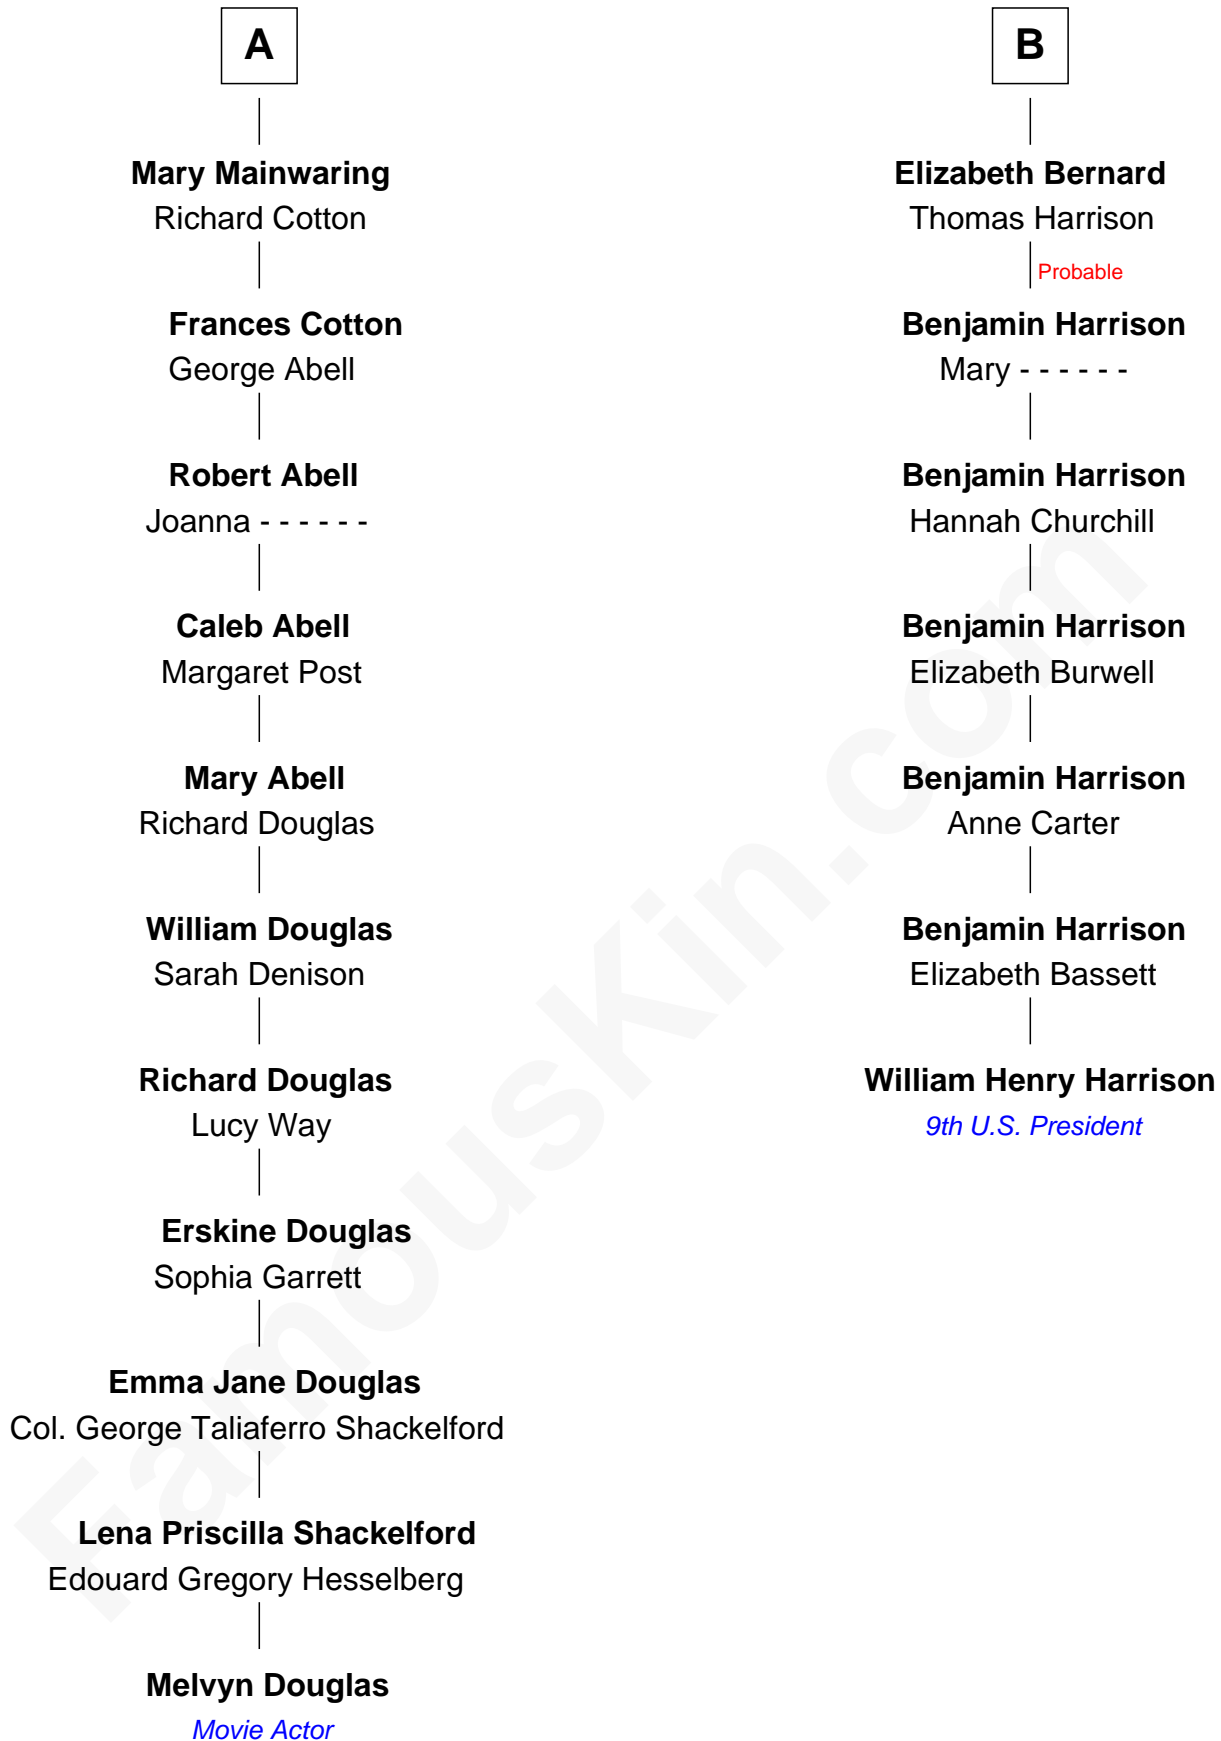 A
Mary Mainwaring
Richard Cotton
Frances Cotton
George Abell
Robert Abell
Joanna - - - - - -
Caleb Abell
Margaret Post
Mary Abell
Richard Douglas
William Douglas
Sarah Denison
Richard Douglas
Lucy Way
Erskine Douglas
Sophia Garrett
Emma Jane Douglas
Col. George Taliaferro Shackelford
Lena Priscilla Shackelford
Edouard Gregory Hesselberg
Melvyn Douglas
Movie Actor
B
Elizabeth Bernard
Thomas Harrison
Probable
Benjamin Harrison
Mary - - - - - -
Benjamin Harrison
Hannah Churchill
Benjamin Harrison
Elizabeth Burwell
Benjamin Harrison
Anne Carter
Benjamin Harrison
Elizabeth Bassett
William Henry Harrison
9th U.S. President
FamousKin.com